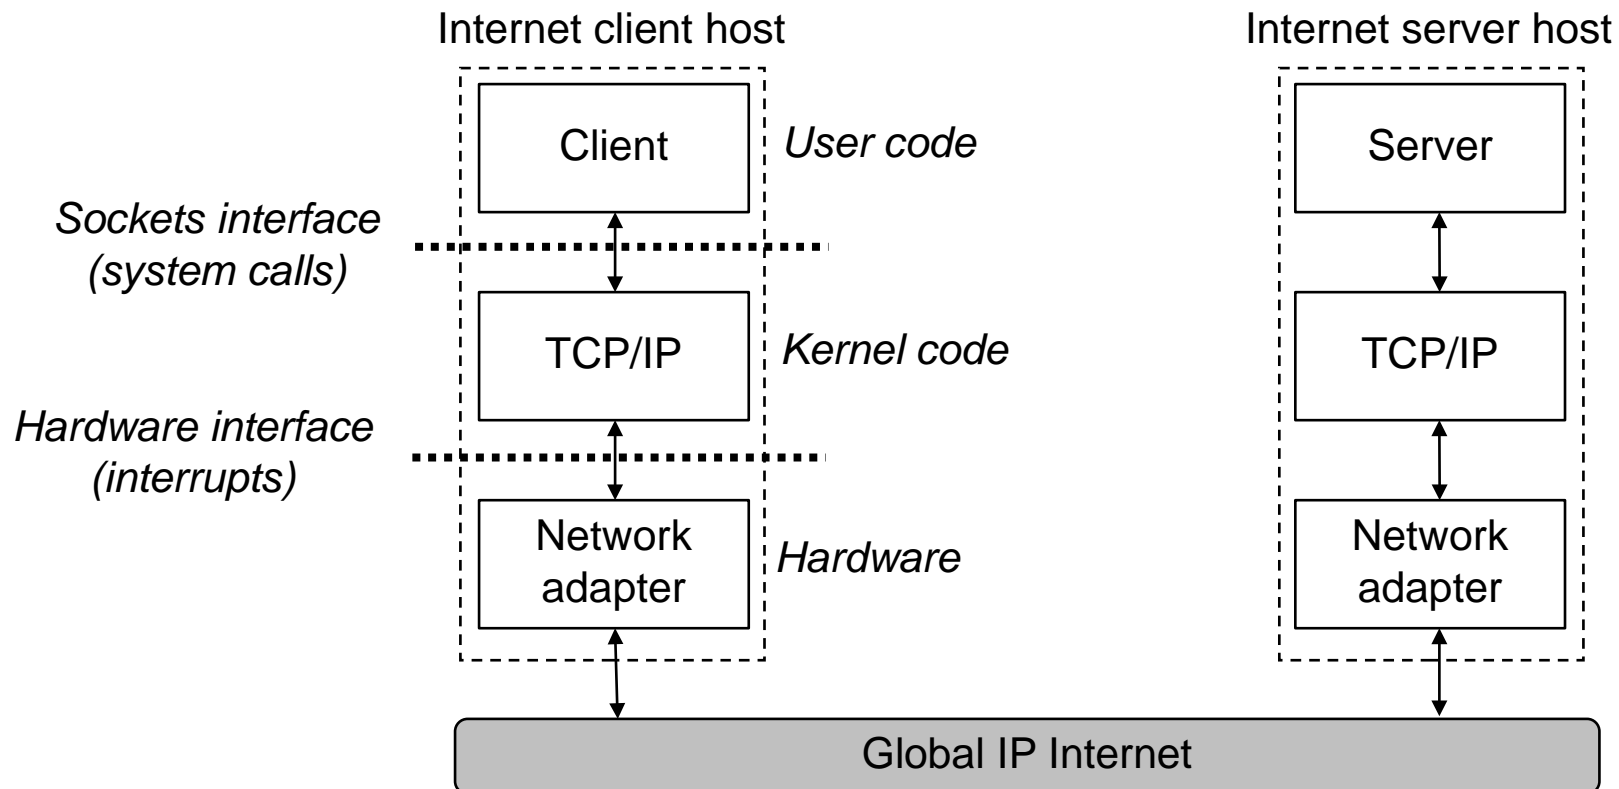 Internet client host
Internet server host
Client
User code
Server
Sockets interface
(system calls)
TCP/IP
Kernel code
TCP/IP
Hardware interface
(interrupts)
Network
adapter
Hardware
Network
adapter
Global IP Internet